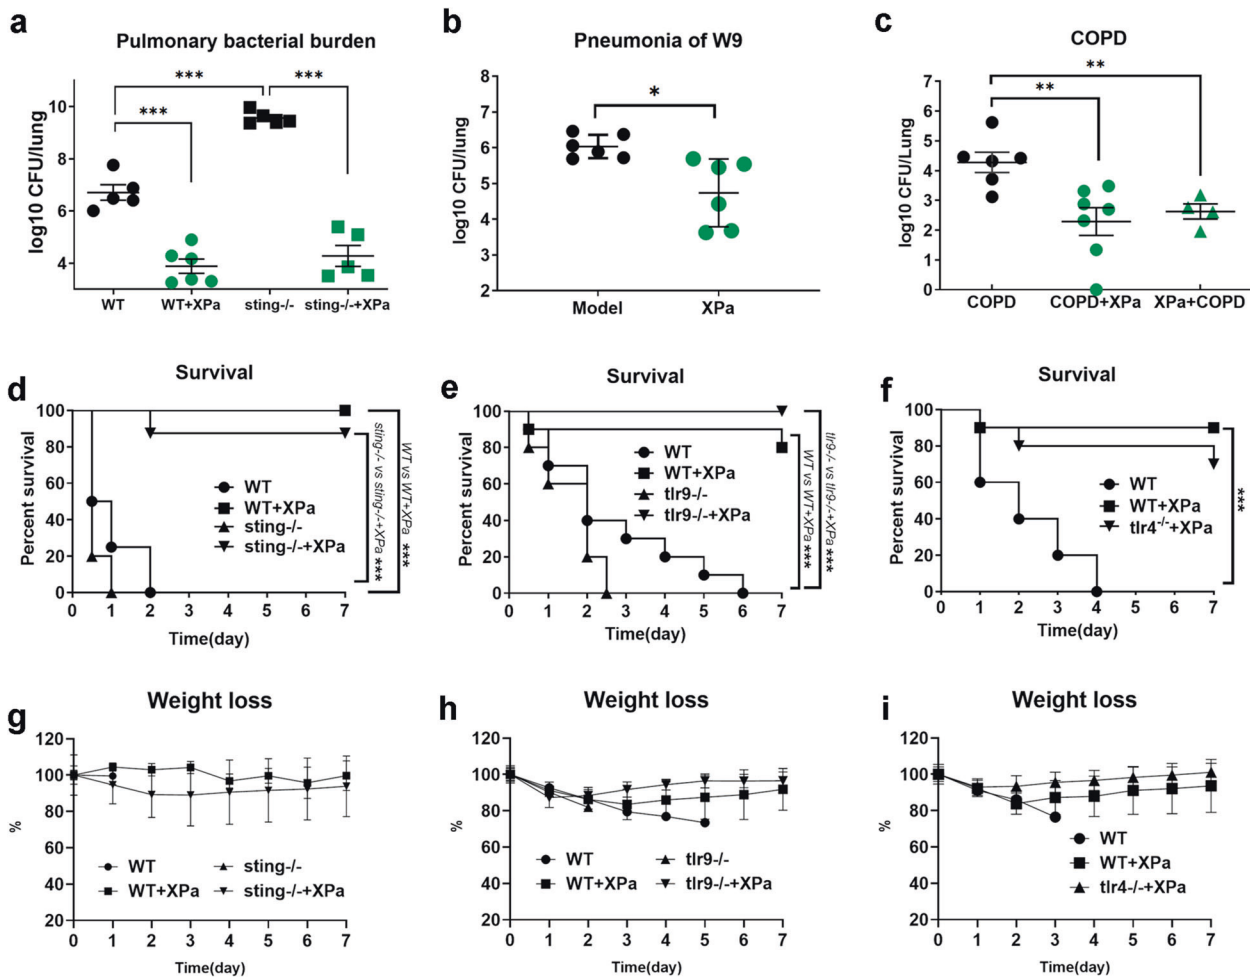 a
Pulmonary bacterial burden
log10 CFU/lung
10
8
6
4
***
***
***
WT
WT+XPa
sting-/-
sting-/-+XPa
b
Pneumonia of W9
log10 CFU/lung
8
7
6
5
4
3
2
*
Model
XPa
c
COPD
log10 CFU/Lung
7
6
5
4
3
2
1
0
**
**
COPD
COPD+XPa
XPa+COPD
d
Survival
Percent survival
100
80
60
40
20
0
WT
WT+XPa
sting-/-
sting-/-+XPa
sting-/- vs sting-/-+XPa ***
WT vs WT+XPa ***
0 1 2 3 4 5 6 7
Time(day)
e
Survival
Percent survival
100
80
60
40
20
0
WT
WT+XPa
tlr9-/-
tlr9-/-+XPa
WT vs WT+XPa ***
tlr9-/- vs tlr9-/-+XPa ***
0 1 2 3 4 5 6 7
Time(day)
f
Survival
Percent survival
100
80
60
40
20
0
WT
WT+XPa
tlr4-/-+XPa
***
0 1 2 3 4 5 6 7
Time(day)
g
Weight loss
%
120
100
80
60
40
20
WT
WT+XPa
sting-/-
sting-/-+XPa
0 1 2 3 4 5 6 7
Time(day)
h
Weight loss
%
120
100
80
60
40
20
WT
WT+XPa
tlr9-/-
tlr9-/-+XPa
0 1 2 3 4 5 6 7
Time(day)
i
Weight loss
%
120
100
80
60
40
20
WT
WT+XPa
tlr4-/-+XPa
0 1 2 3 4 5 6 7
Time(day)